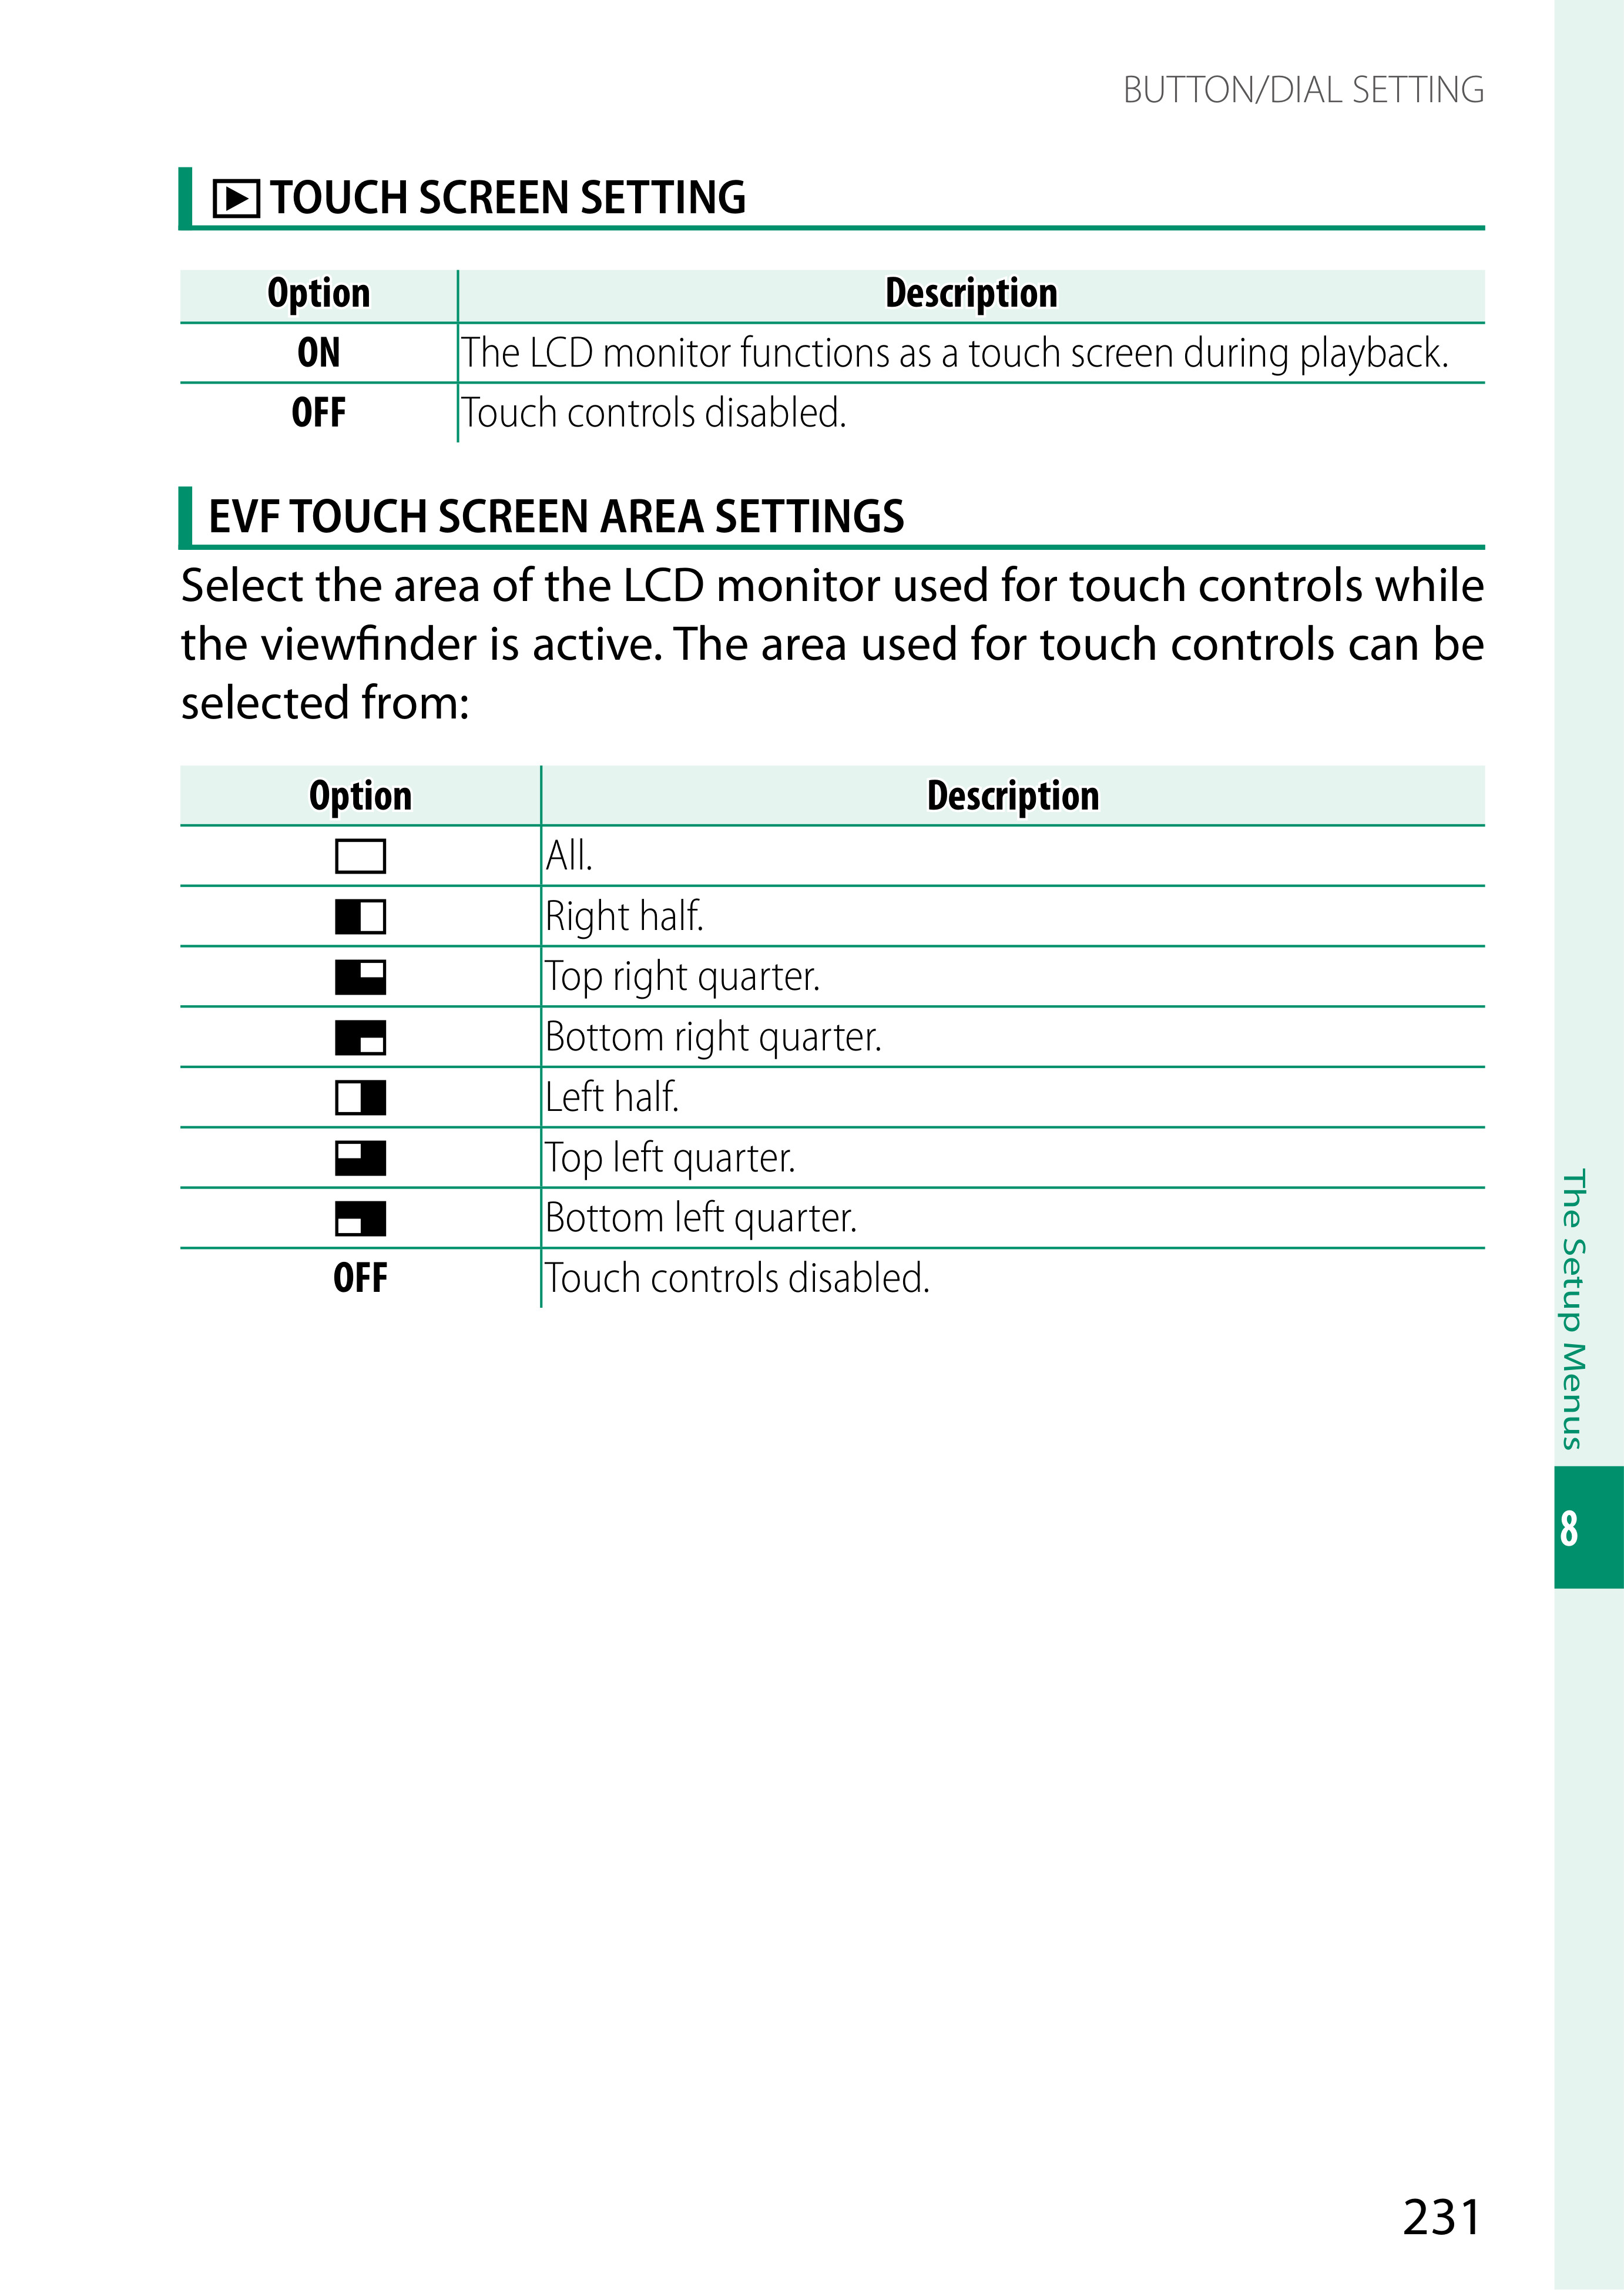 BUTTON/DIAL SETTING
TOUCH SCREEN SETTING
Option Description
ON The LCD monitor functions as a touch screen during playback.
OFF Touch controls disabled.
EVF TOUCH SCREEN AREA SETTINGS
Select the area of the LCD monitor used for touch controls while
the viewfinder is active. The area used for touch controls can be
selected from:
Option Description
All.
Right half.
Top right quarter.
Bottom right quarter.
Left half.
Top left quarter.
Bottom left quarter.
OFF Touch controls disabled.
The Setup Menus
8
231